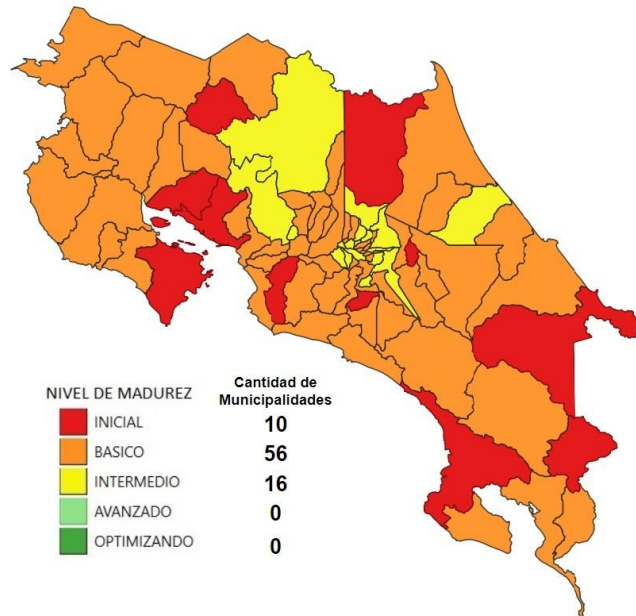 NIVEL DE MADUREZ
Cantidad de
Municipalidades
INICIAL 10
BASICO 56
INTERMEDIO 16
AVANZADO 0
OPTIMIZANDO 0